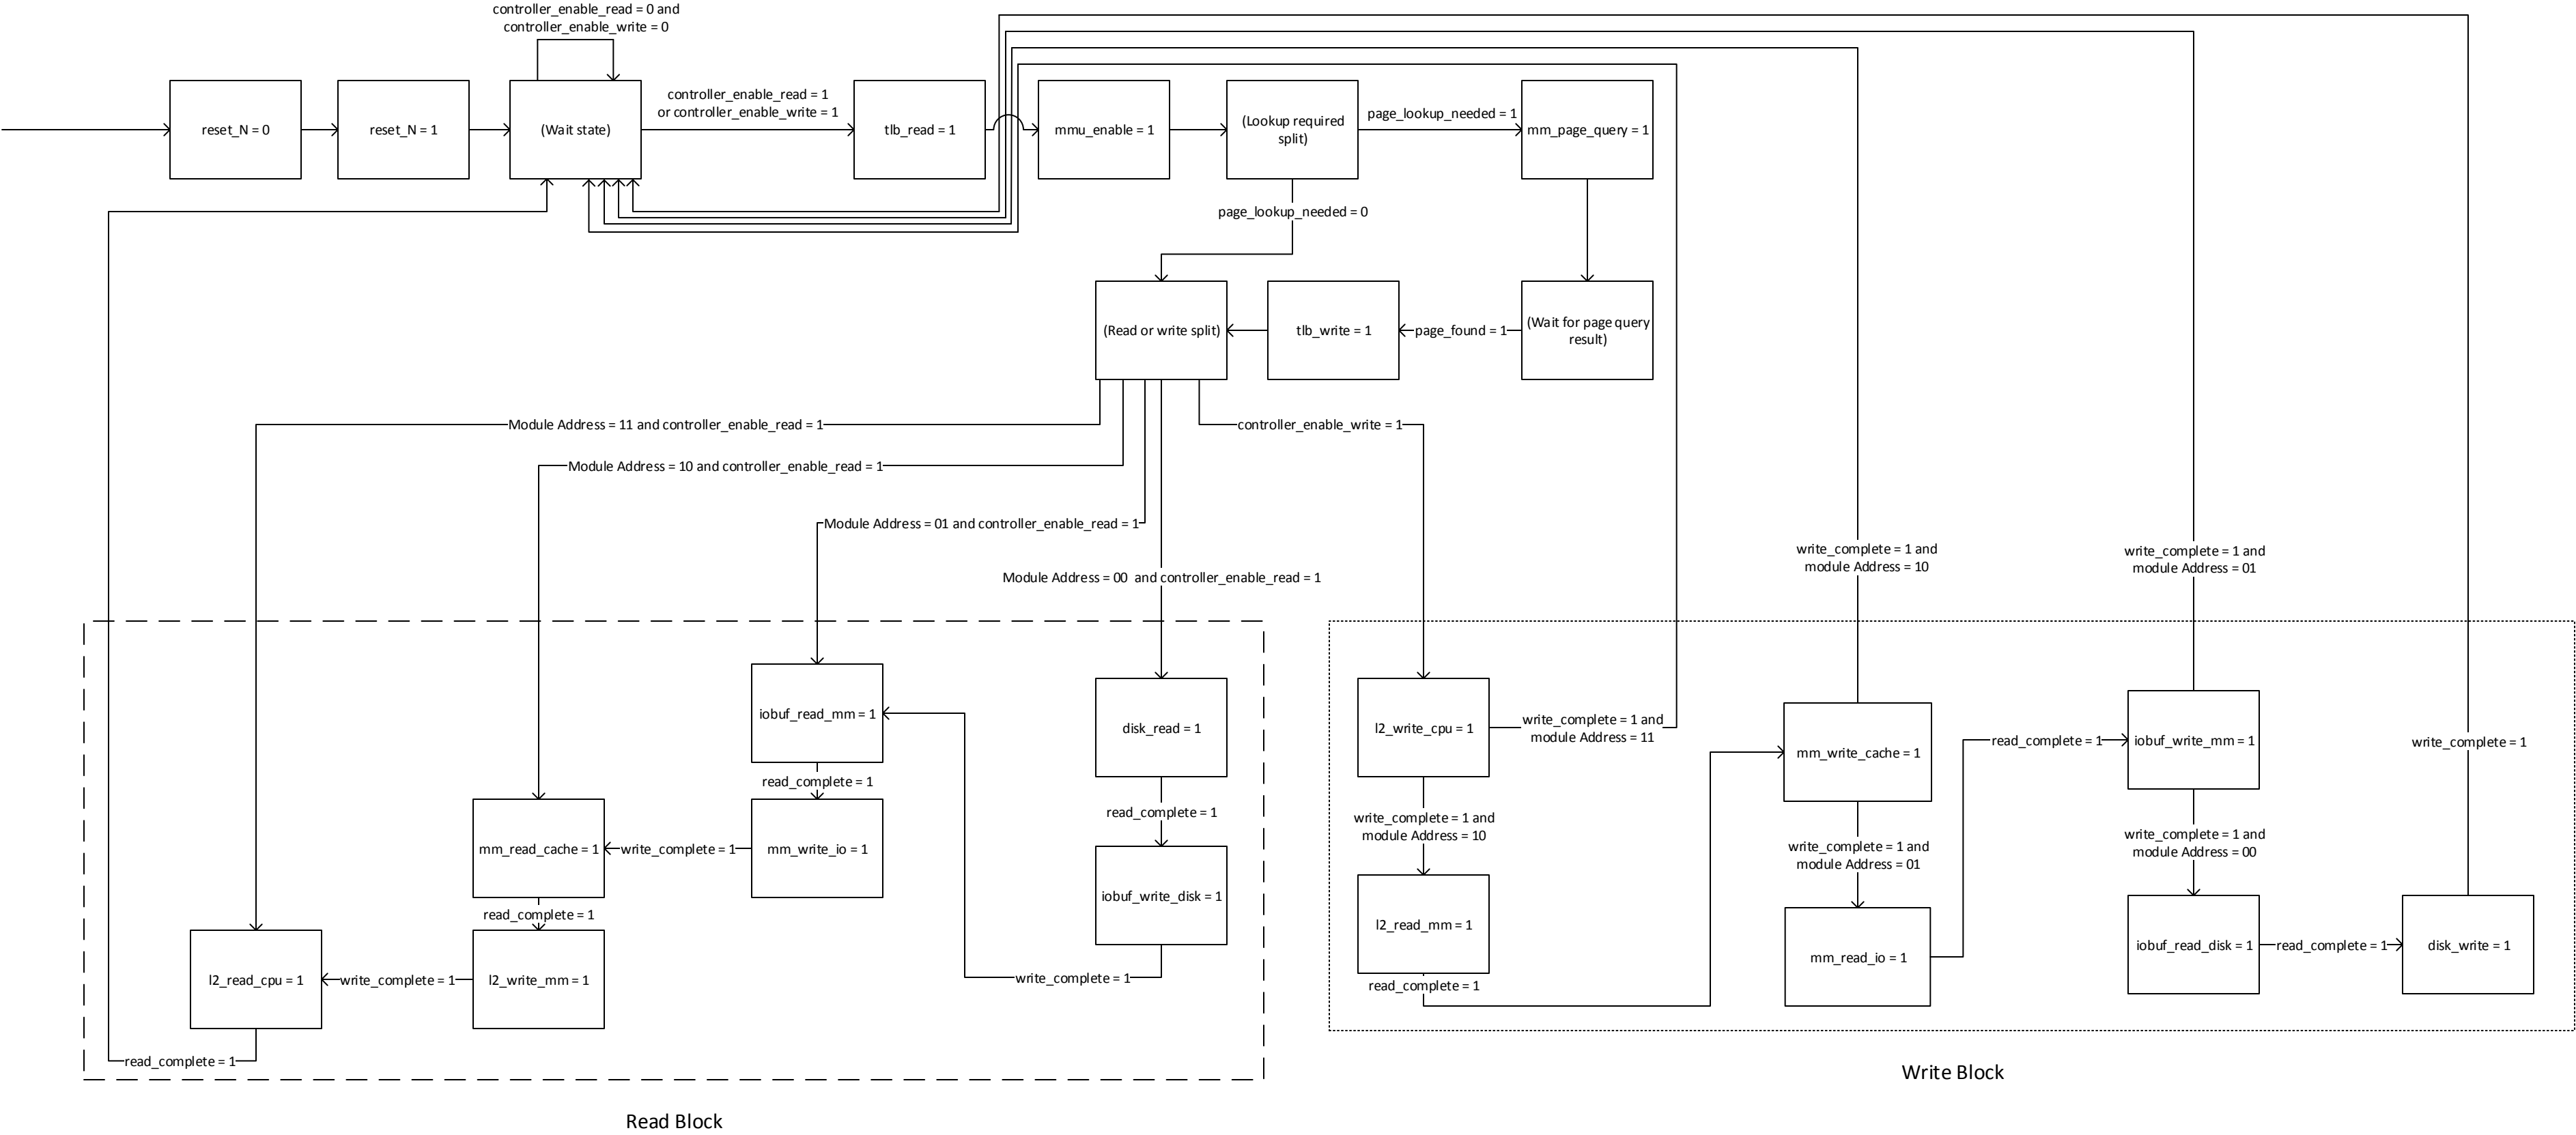 controller_enable_read = 0 and
controller_enable_write = 0
reset_N = 0
reset_N = 1
(Wait state)
controller_enable_read = 1
or controller_enable_write = 1
tlb_read = 1
mmu_enable = 1
(Lookup required
split)
page_lookup_needed = 1
mm_page_query = 1
page_lookup_needed = 0
(Read or write split)
tlb_write = 1
page_found = 1
(Wait for page query
result)
Module Address = 11 and controller_enable_read = 1
controller_enable_write = 1
Module Address = 10 and controller_enable_read = 1
Module Address = 01 and controller_enable_read = 1
Module Address = 00  and controller_enable_read = 1
write_complete = 1 and
module Address = 10
write_complete = 1 and
module Address = 01
iobuf_read_mm = 1
disk_read = 1
read_complete = 1
read_complete = 1
mm_read_cache = 1
write_complete = 1
mm_write_io = 1
iobuf_write_disk = 1
read_complete = 1
l2_read_cpu = 1
write_complete = 1
l2_write_mm = 1
write_complete = 1
read_complete = 1
Read Block
l2_write_cpu = 1
write_complete = 1 and
module Address = 11
mm_write_cache = 1
read_complete = 1
iobuf_write_mm = 1
write_complete = 1
write_complete = 1 and
module Address = 10
write_complete = 1 and
module Address = 01
write_complete = 1 and
module Address = 00
l2_read_mm = 1
read_complete = 1
mm_read_io = 1
iobuf_read_disk = 1
read_complete = 1
disk_write = 1
Write Block